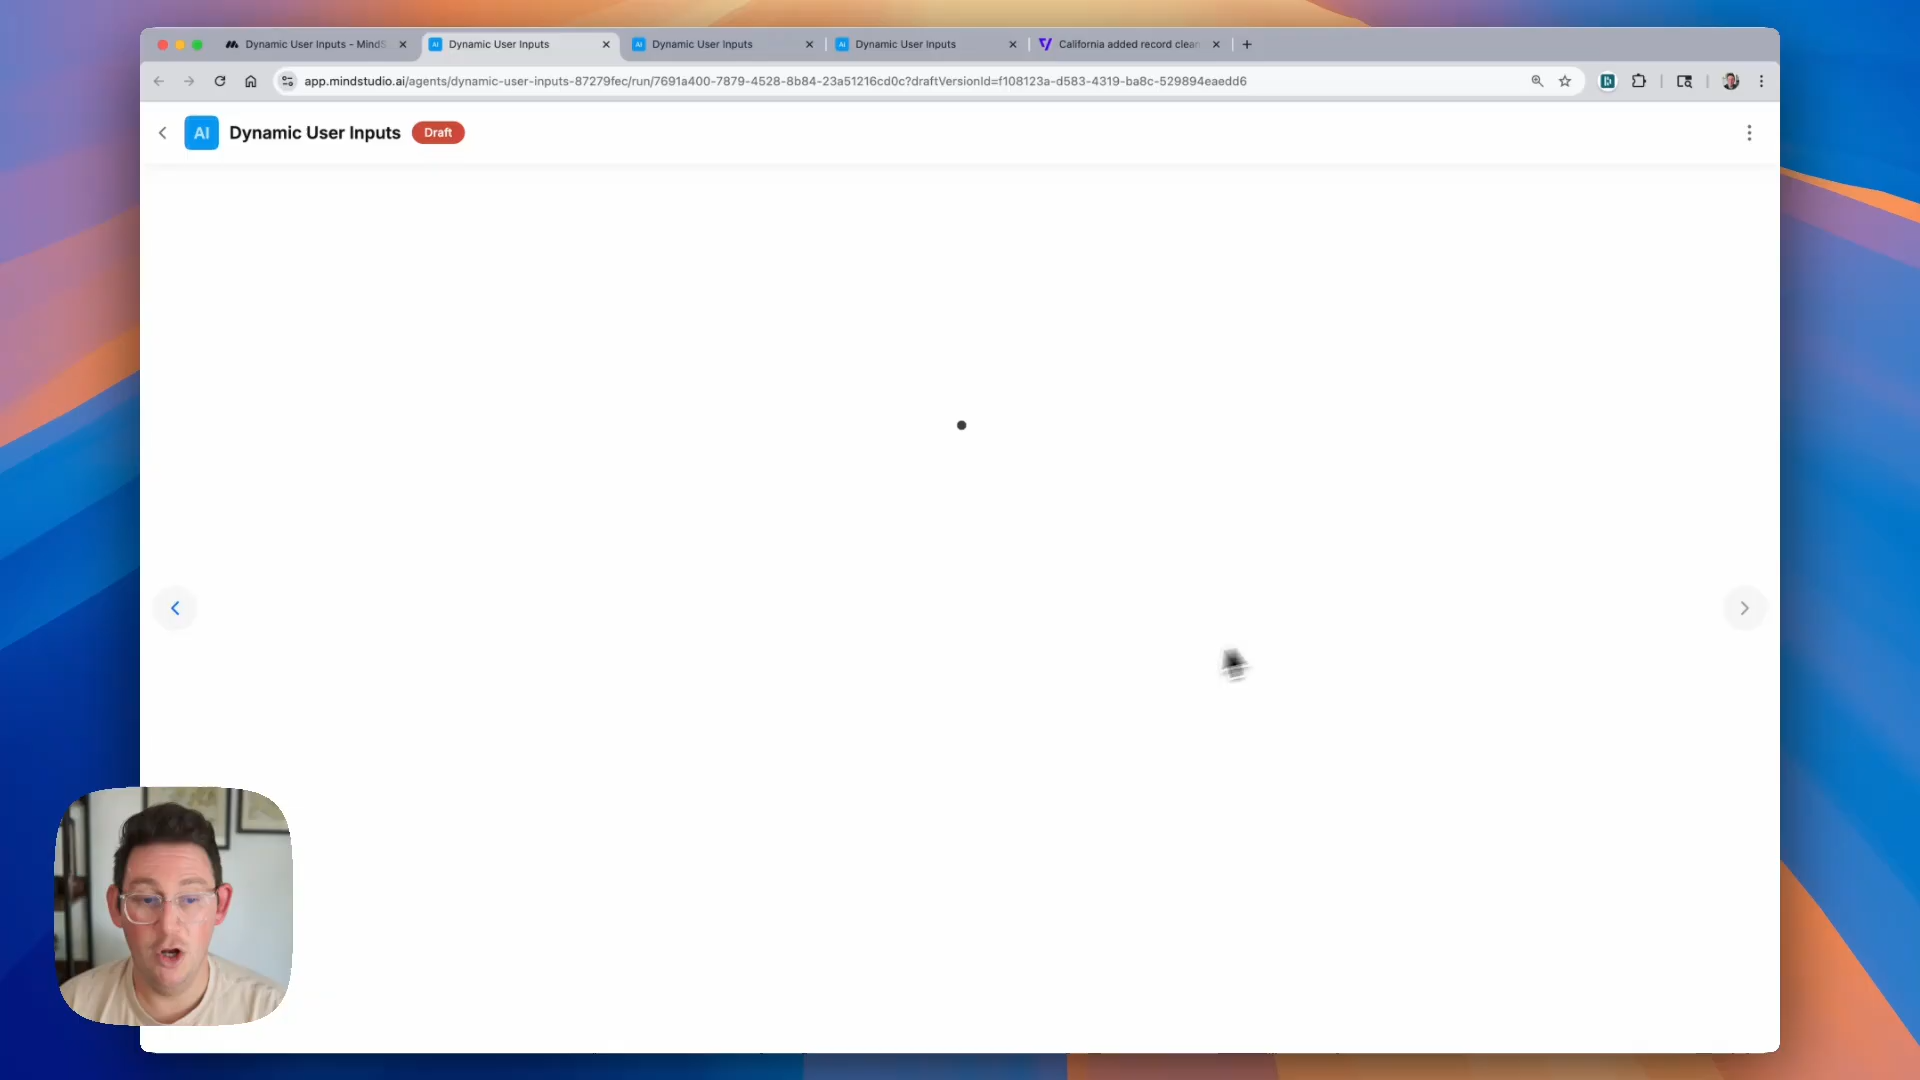 Dynamic User Inputs - MindS
Dynamic User Inputs
Dynamic User Inputs
Dynamic User Inputs
California added record clean
app.mindstudio.ai/agents/dynamic-user-inputs-87279fec/run/7691a400-7879-4528-8b84-23a51216cd0c?draftVersionId=f108123a-d583-4319-ba8c-529894eaedd6
AI Dynamic User Inputs Draft